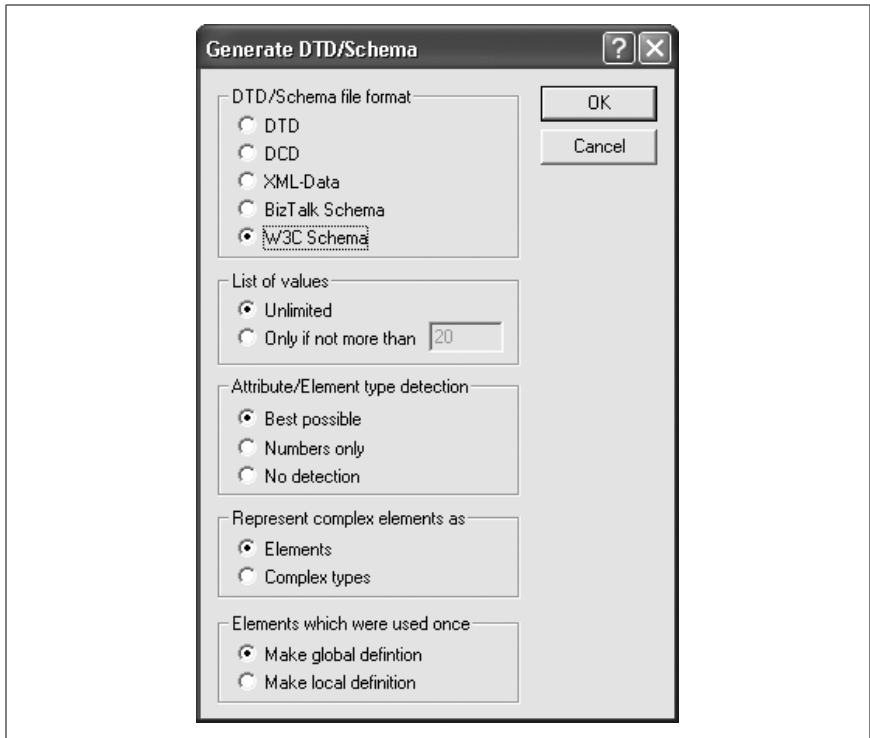 Generate DTD/Schema
DTD/Schema file format
DTD
DCD
XML-Data
BizTalk Schema
W3C Schema
OK
Cancel
List of values
Unlimited
Only if not more than 20
Attribute/Element type detection
Best possible
Numbers only
No detection
Represent complex elements as
Elements
Complex types
Elements which were used once
Make global defintion
Make local definition